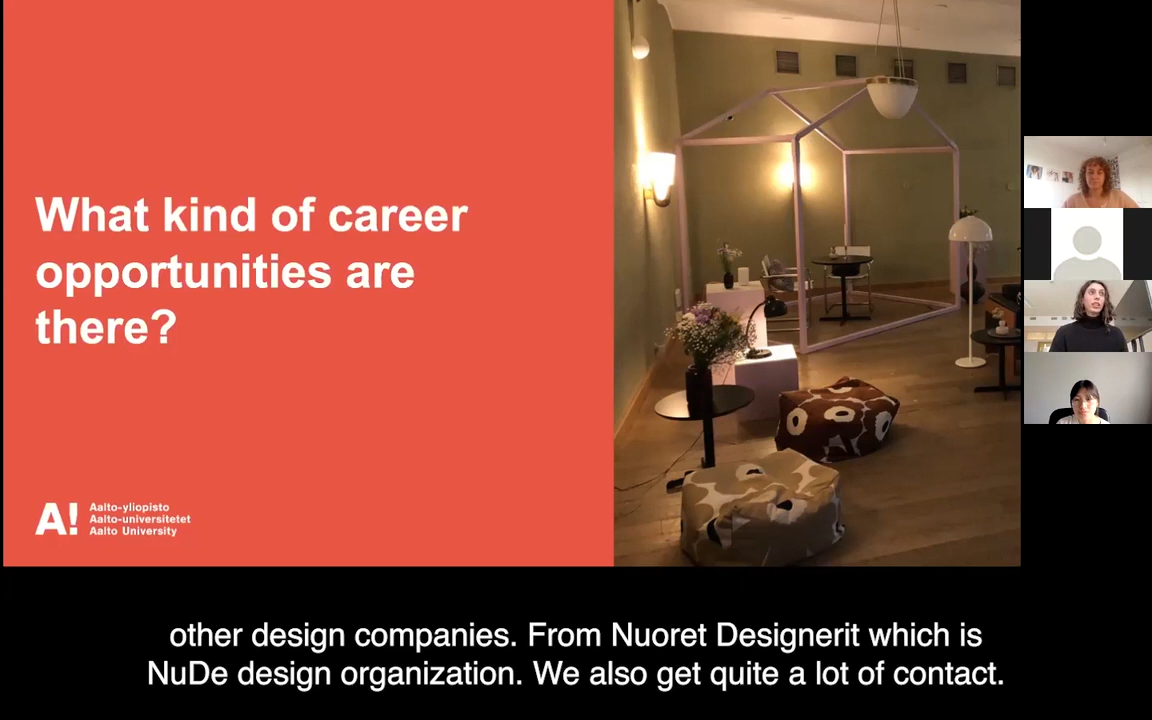 What kind of career
opportunities are
there?
A!
Aalto-yliopisto
Aalto-universitetet
Aalto University
other design companies. From Nuoret Designerit which is
NuDe design organization. We also get quite a lot of contact.